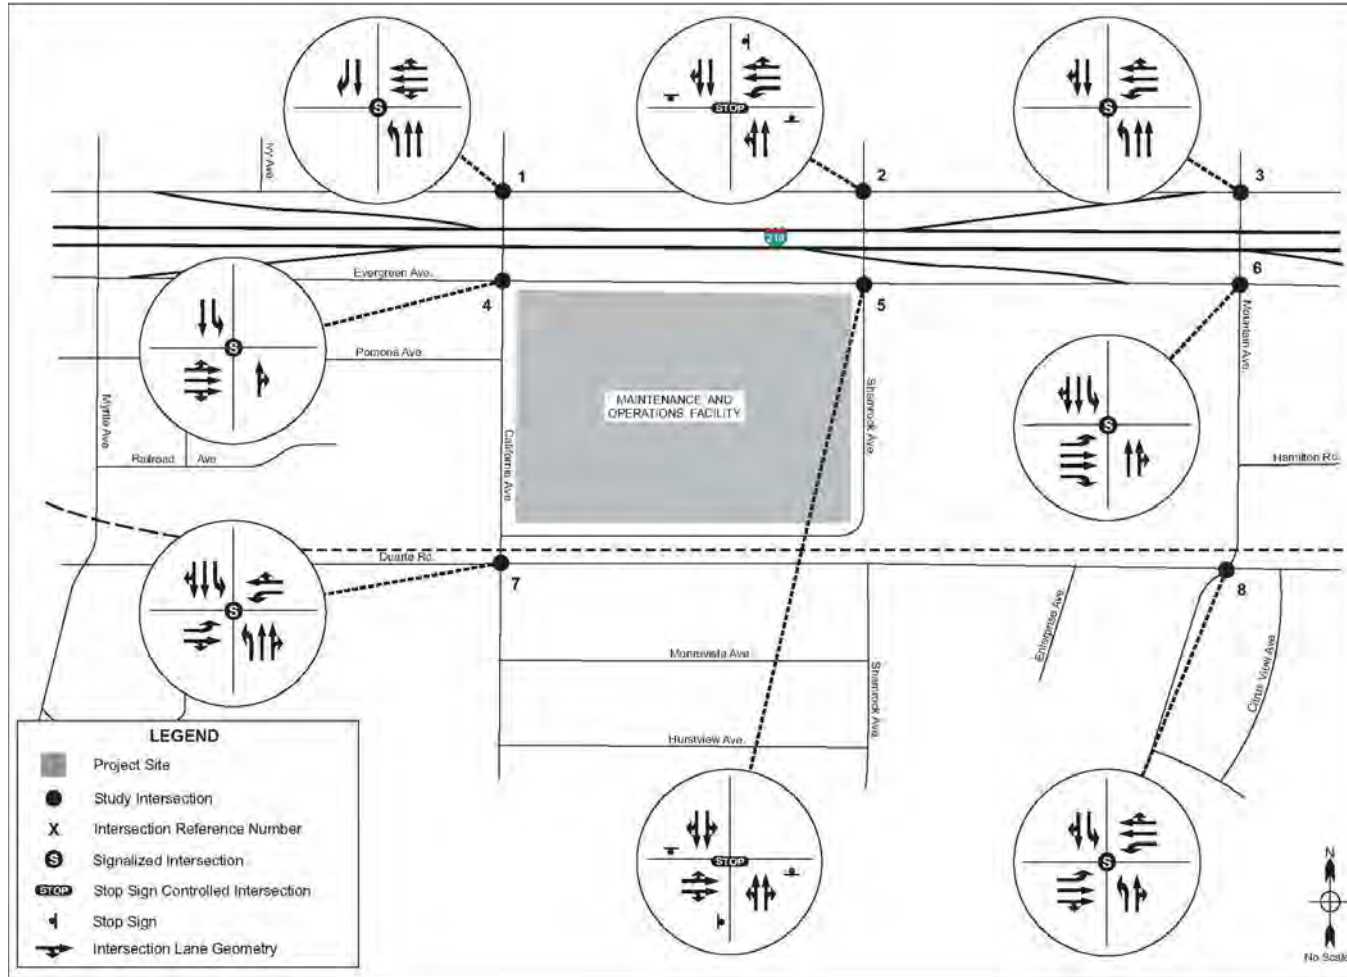 S
STOP
S
Ivy Ave
1
2
3
210
Evergreen Ave.
4
5
6
S
Pomona Ave.
Mountain Ave.
MAINTENANCE AND
OPERATIONS FACILITY
Myrtle Ave
Shamrock Ave.
S
California Ave.
Railroad Ave
Hamilton Rd.
Duarte Rd.
7
8
S
Monrovista Ave.
Enterprise Ave.
Citrus View Ave
Shamrock Ave.
Hurstview Ave.
STOP
S
LEGEND
Project Site
Study Intersection
X Intersection Reference Number
S Signalized Intersection
STOP Stop Sign Controlled Intersection
Stop Sign
Intersection Lane Geometry
N
No Scale